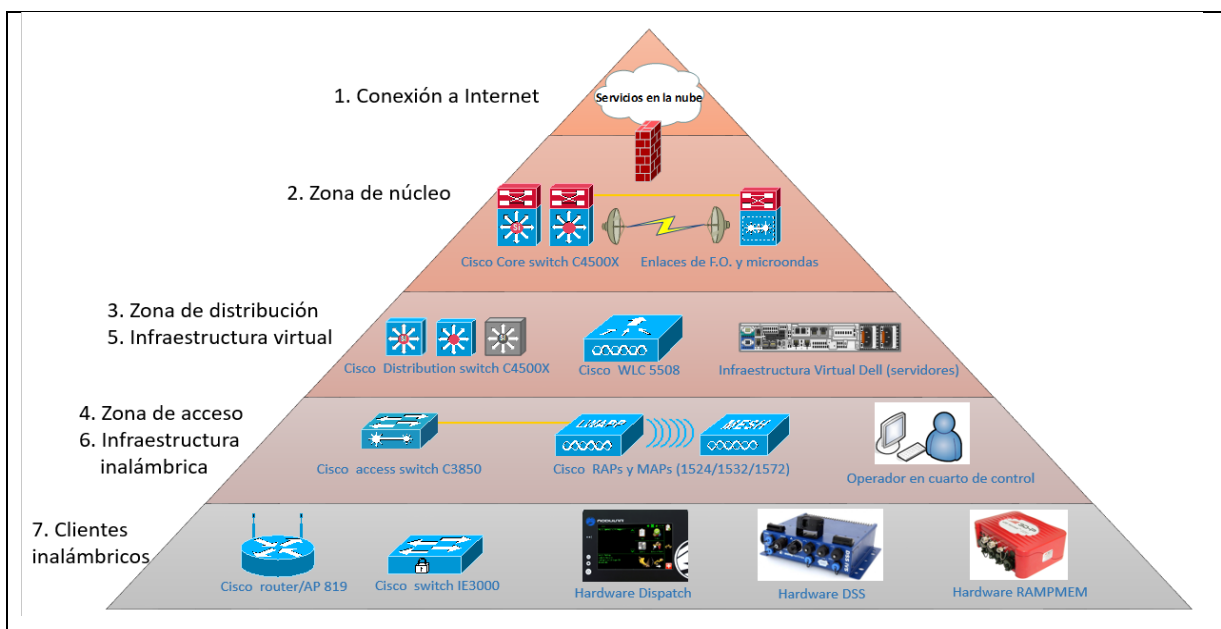 1. Conexión a Internet
Servicios en la nube
2. Zona de núcleo
Si
Cisco Core switch C4500X
Enlaces de F.O. y microondas
3. Zona de distribución
5. Infraestructura virtual
Si
Cisco Distribution switch C4500X
Cisco WLC 5508
Infraestructura Virtual Dell (servidores)
4. Zona de acceso
6. Infraestructura
inalámbrica
LWAPP
MESH
Cisco access switch C3850
Cisco RAPs y MAPs (1524/1532/1572)
Operador en cuarto de control
7. Clientes
inalámbricos
Cisco router/AP 819
Cisco switch IE3000
Hardware Dispatch
Hardware DSS
Hardware RAMPMEM